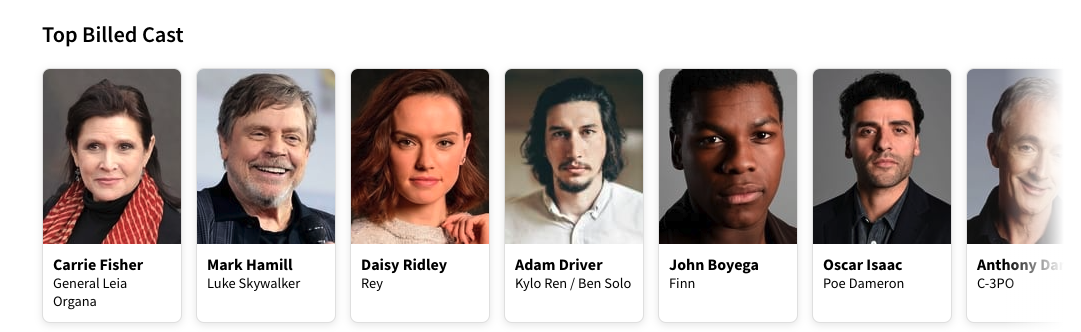 Top Billed Cast
Carrie Fisher
General Leia
Organa
Mark Hamill
Luke Skywalker
Daisy Ridley
Rey
Adam Driver
Kylo Ren / Ben Solo
John Boyega
Finn
Oscar Isaac
Poe Dameron
Anthony
C-3PO